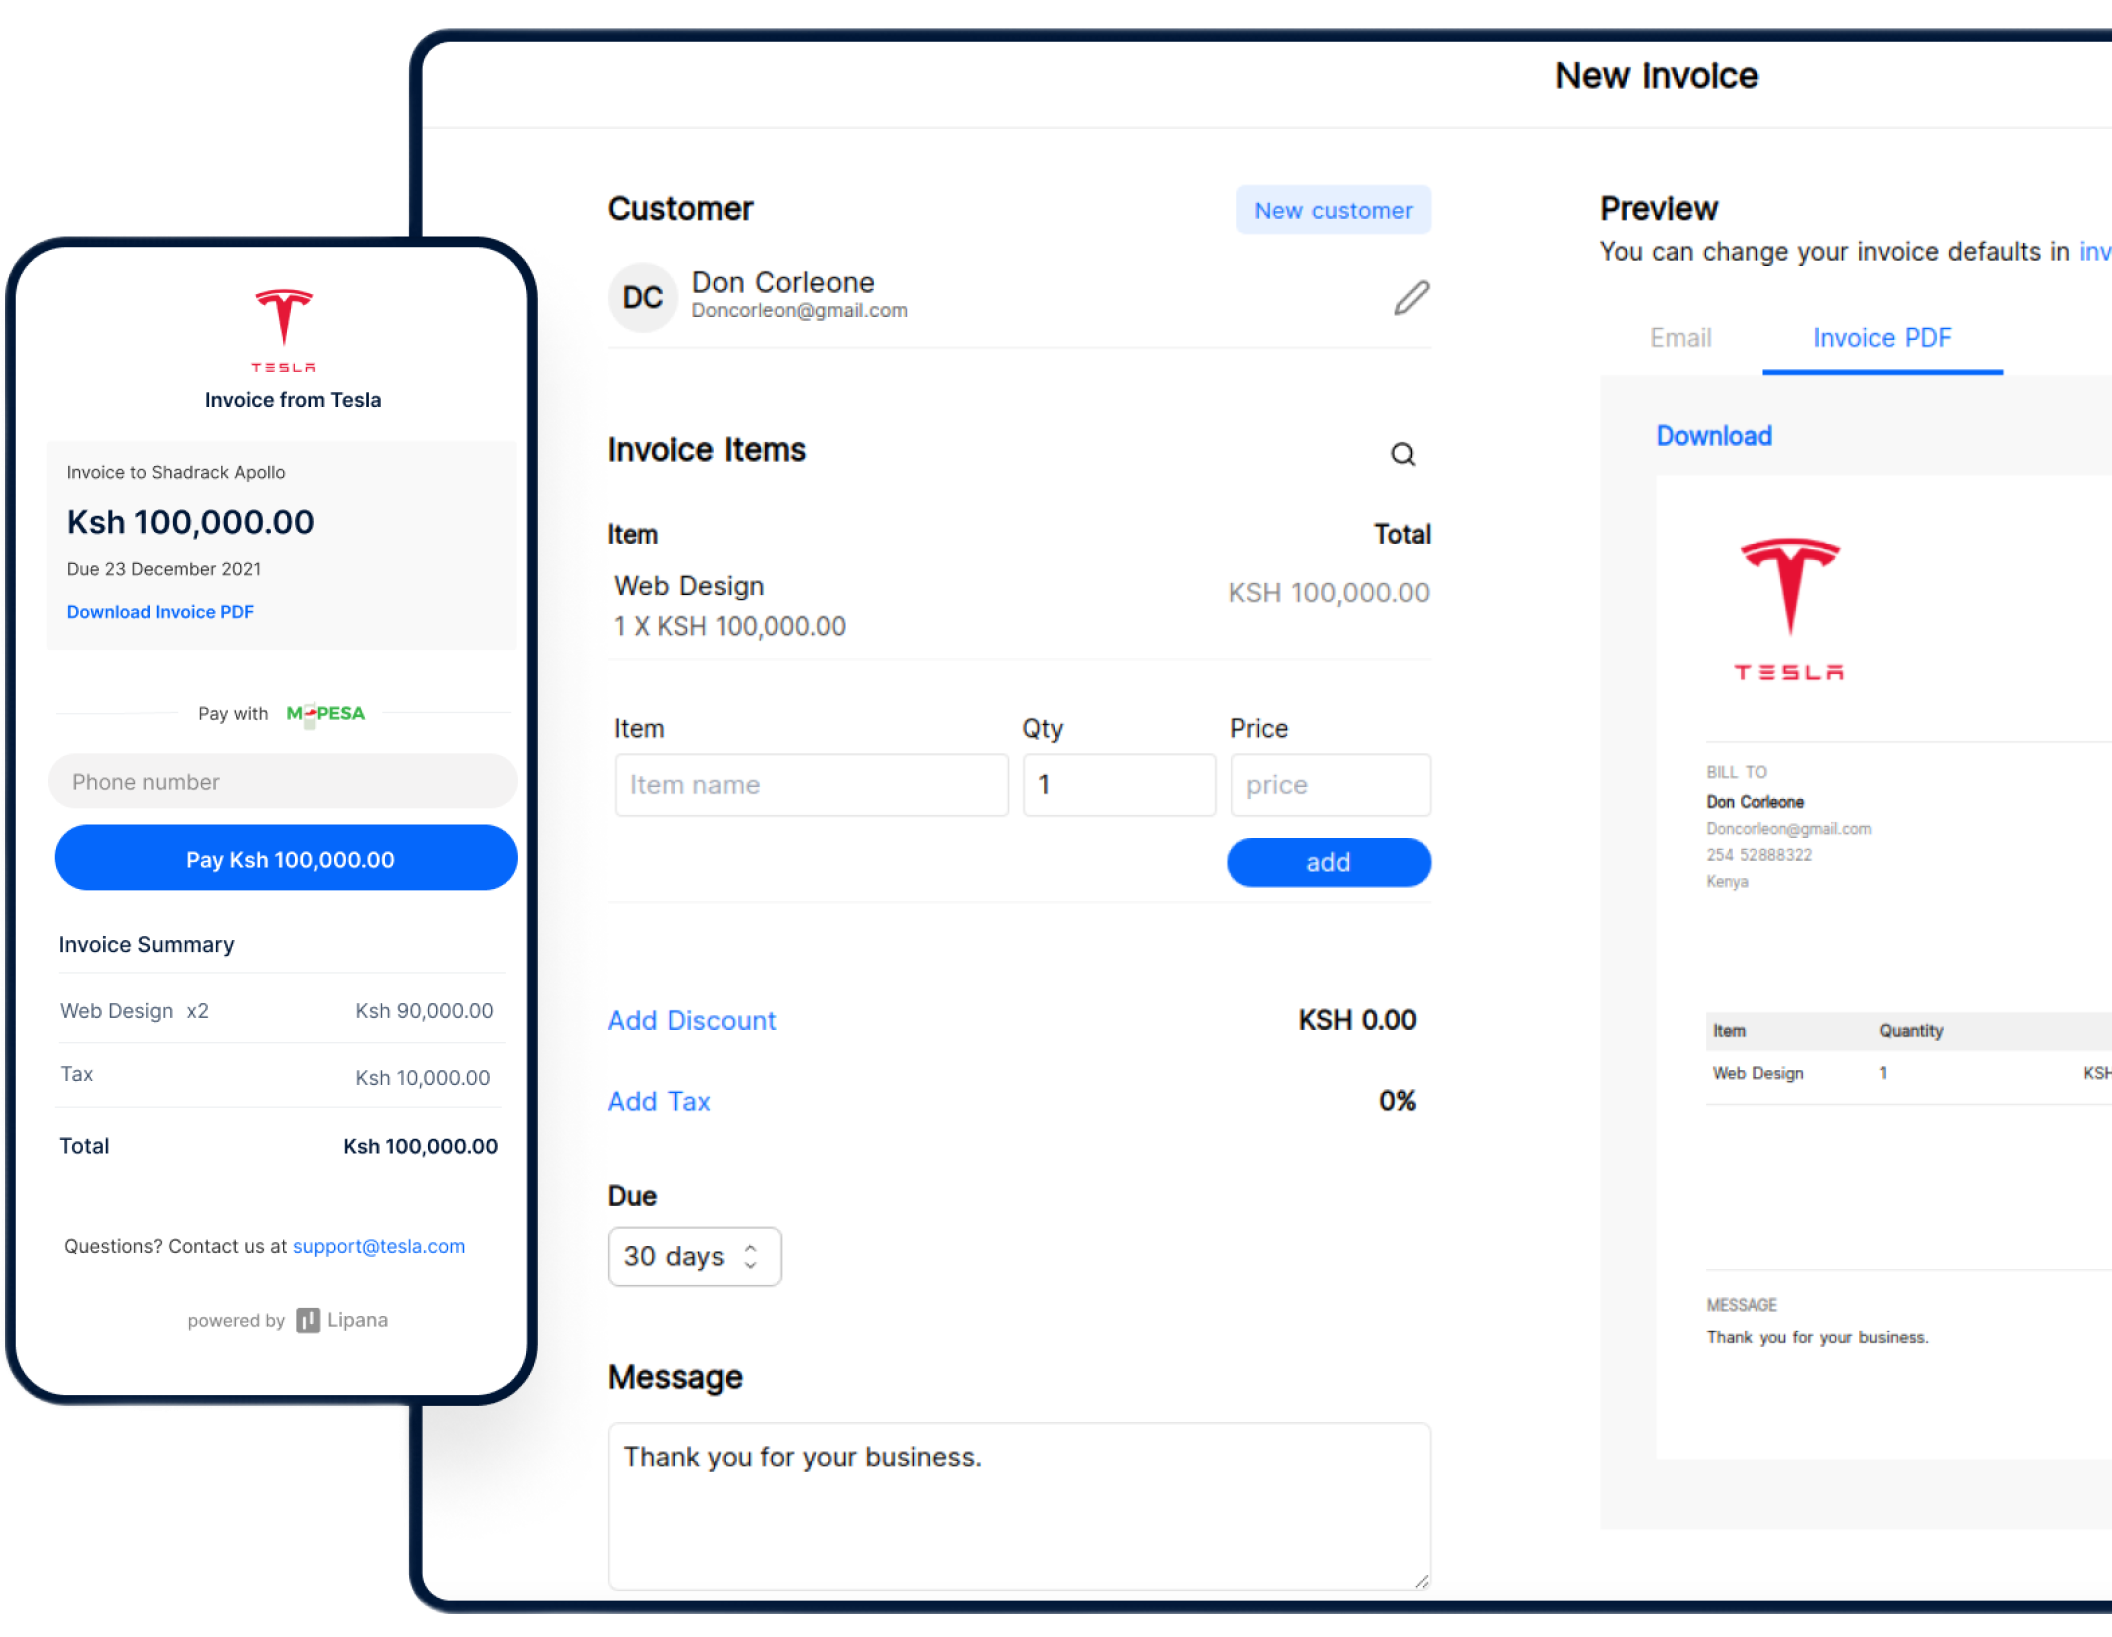 New Invoice
TESLA
Invoice from Tesla
Invoice to Shadrack Apollo
Ksh 100,000.00
Due 23 December 2021
Download Invoice PDF
Pay with M-PESA
Phone number
Pay Ksh 100,000.00
Invoice Summary
Web Design x2 Ksh 90,000.00
Tax Ksh 10,000.00
Total Ksh 100,000.00
Questions? Contact us at support@tesla.com
powered by Lipana
Customer New customer
DC Don Corleone
Doncorleon@gmail.com
Invoice Items
Item Total
Web Design KSH 100,000.00
1 X KSH 100,000.00
Item Qty Price
Item name 1 price
add
Add Discount KSH 0.00
Add Tax 0%
Due
30 days
Message
Thank you for your business.
Preview
You can change your invoice defaults in inv
Email Invoice PDF
Download
TESLA
BILL TO
Don Corleone
Doncorleon@gmail.com
254 52888322
Kenya
Item Quantity
Web Design 1 KSH
MESSAGE
Thank you for your business.